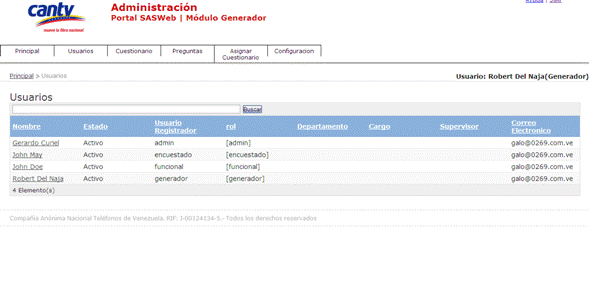 cantv
mueve la fibra nacional
Administración
Portal SASWeb | Módulo Generador
Ayuda | Salir
Principal Usuarios Cuestionario Preguntas Asignar Cuestionario Configuracion
Principal > Usuarios
Usuario: Robert Del Naja(Generador)
Usuarios
Buscar
Nombre Estado Usuario Registrador rol Departamento Cargo Supervisor Correo Electronico
Gerardo Curiel Activo admin [admin] galo@0269.com.ve
John May Activo encuestado [encuestado] galo@0269.com.ve
John Doe Activo funcional [funcional] galo@0269.com.ve
Robert Del Naja Activo generador [generador] galo@0269.com.ve
4 Elemento(s)
Compañía Anónima Nacional Teléfonos de Venezuela. RIF: J-00124134-5.- Todos los derechos reservados